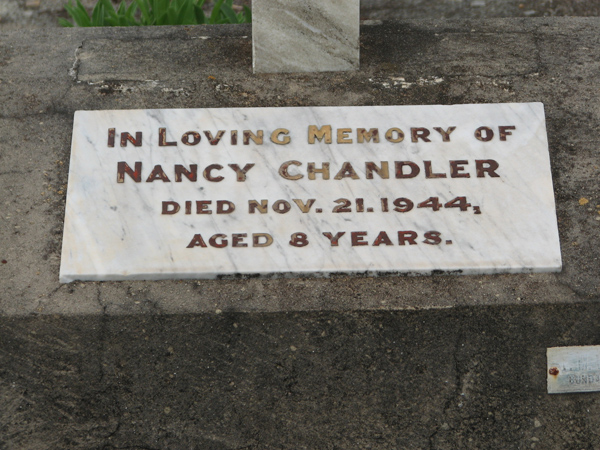 In Loving Memory of
Nancy Chandler
Died Nov. 21. 1944,
Aged 8 Years.